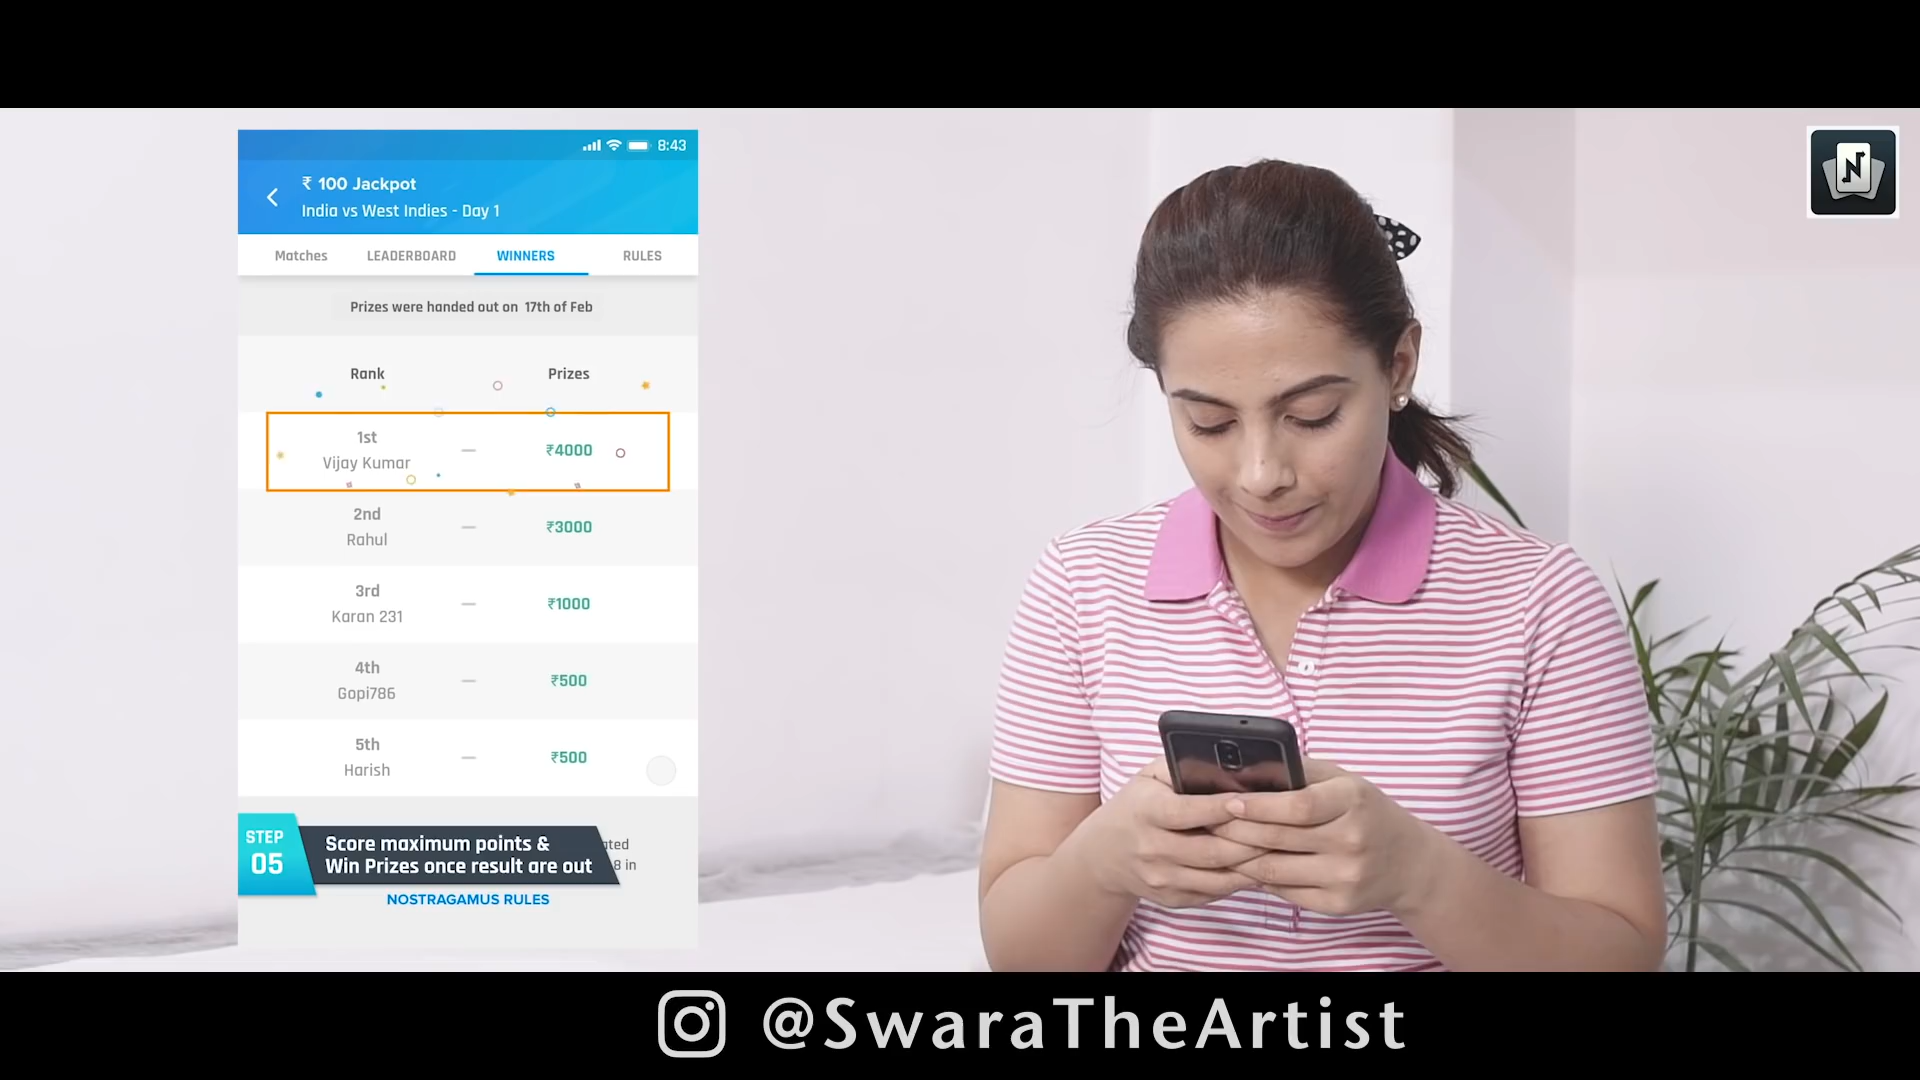 8:43
₹ 100 Jackpot
India vs West Indies - Day 1
Matches LEADERBOARD WINNERS RULES
Prizes were handed out on 17th of Feb
Rank Prizes
1st
Vijay Kumar — ₹4000
2nd
Rahul — ₹3000
3rd
Karan 231 — ₹1000
4th
Gopi786 — ₹500
5th
Harish — ₹500
STEP
05
Score maximum points &
Win Prizes once result are out
8 in
NOSTRAGAMUS RULES
N
@SwaraTheArtist